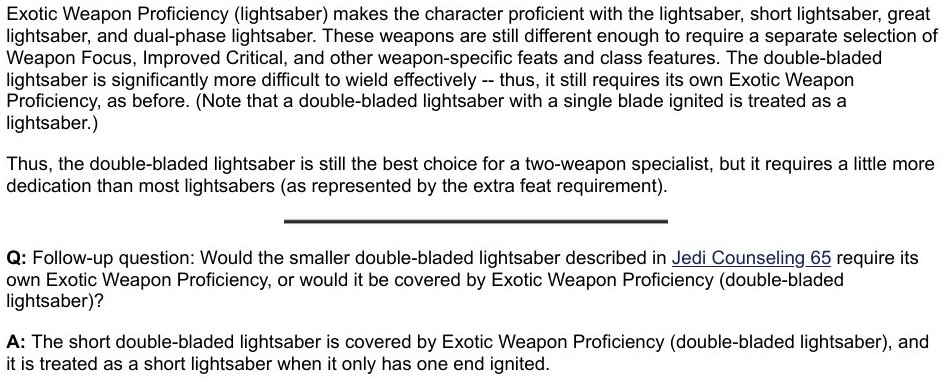 Exotic Weapon Proficiency (lightsaber) makes the character proficient with the lightsaber, short lightsaber, great
lightsaber, and dual-phase lightsaber. These weapons are still different enough to require a separate selection of
Weapon Focus, Improved Critical, and other weapon-specific feats and class features. The double-bladed
lightsaber is significantly more difficult to wield effectively -- thus, it still requires its own Exotic Weapon
Proficiency, as before. (Note that a double-bladed lightsaber with a single blade ignited is treated as a
lightsaber.)
Thus, the double-bladed lightsaber is still the best choice for a two-weapon specialist, but it requires a little more
dedication than most lightsabers (as represented by the extra feat requirement).
Q: Follow-up question: Would the smaller double-bladed lightsaber described in Jedi Counseling 65 require its
own Exotic Weapon Proficiency, or would it be covered by Exotic Weapon Proficiency (double-bladed
lightsaber)?
A: The short double-bladed lightsaber is covered by Exotic Weapon Proficiency (double-bladed lightsaber), and
it is treated as a short lightsaber when it only has one end ignited.